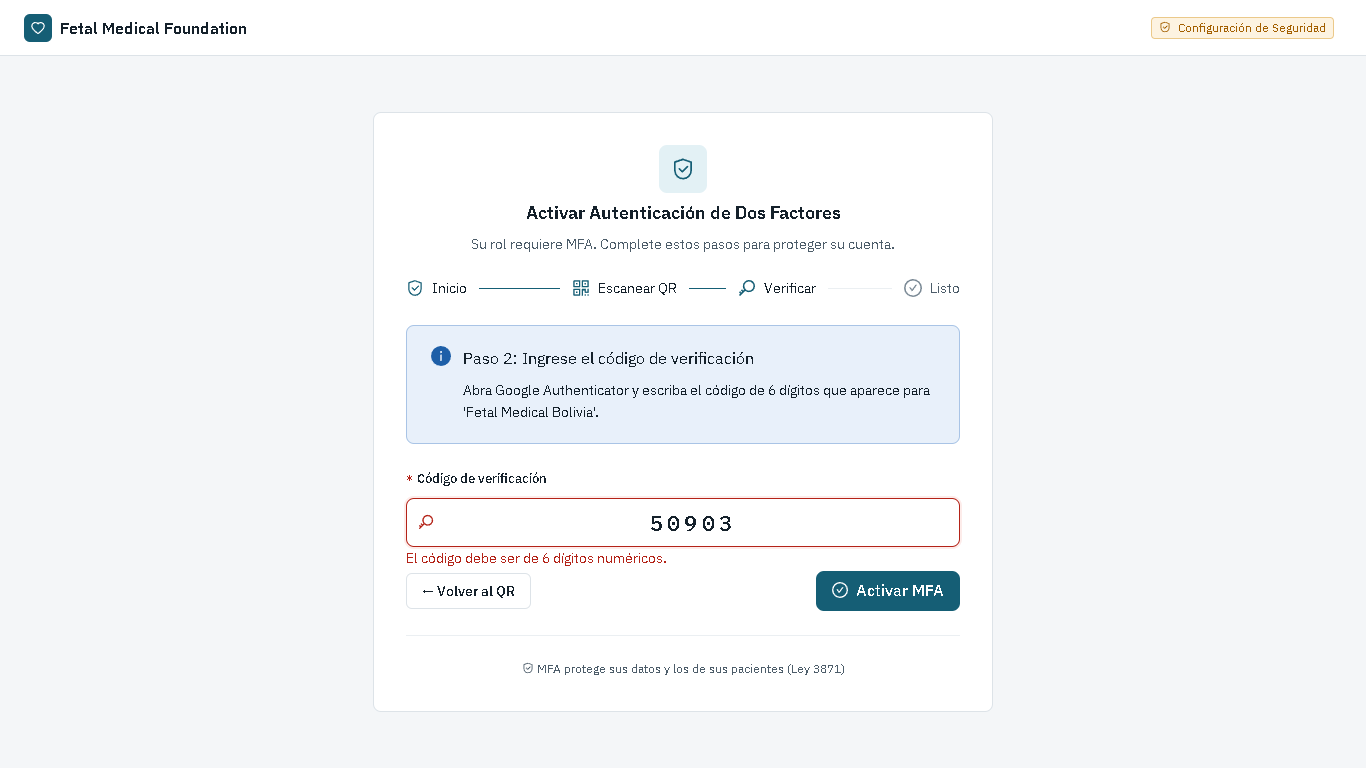 Fetal Medical Foundation
Configuración de Seguridad
Activar Autenticación de Dos Factores
Su rol requiere MFA. Complete estos pasos para proteger su cuenta.
Inicio Escanear QR Verificar Listo
Paso 2: Ingrese el código de verificación
Abra Google Authenticator y escriba el código de 6 dígitos que aparece para
'Fetal Medical Bolivia'.
* Código de verificación
50903
El código debe ser de 6 dígitos numéricos.
← Volver al QR
Activar MFA
MFA protege sus datos y los de sus pacientes (Ley 3871)